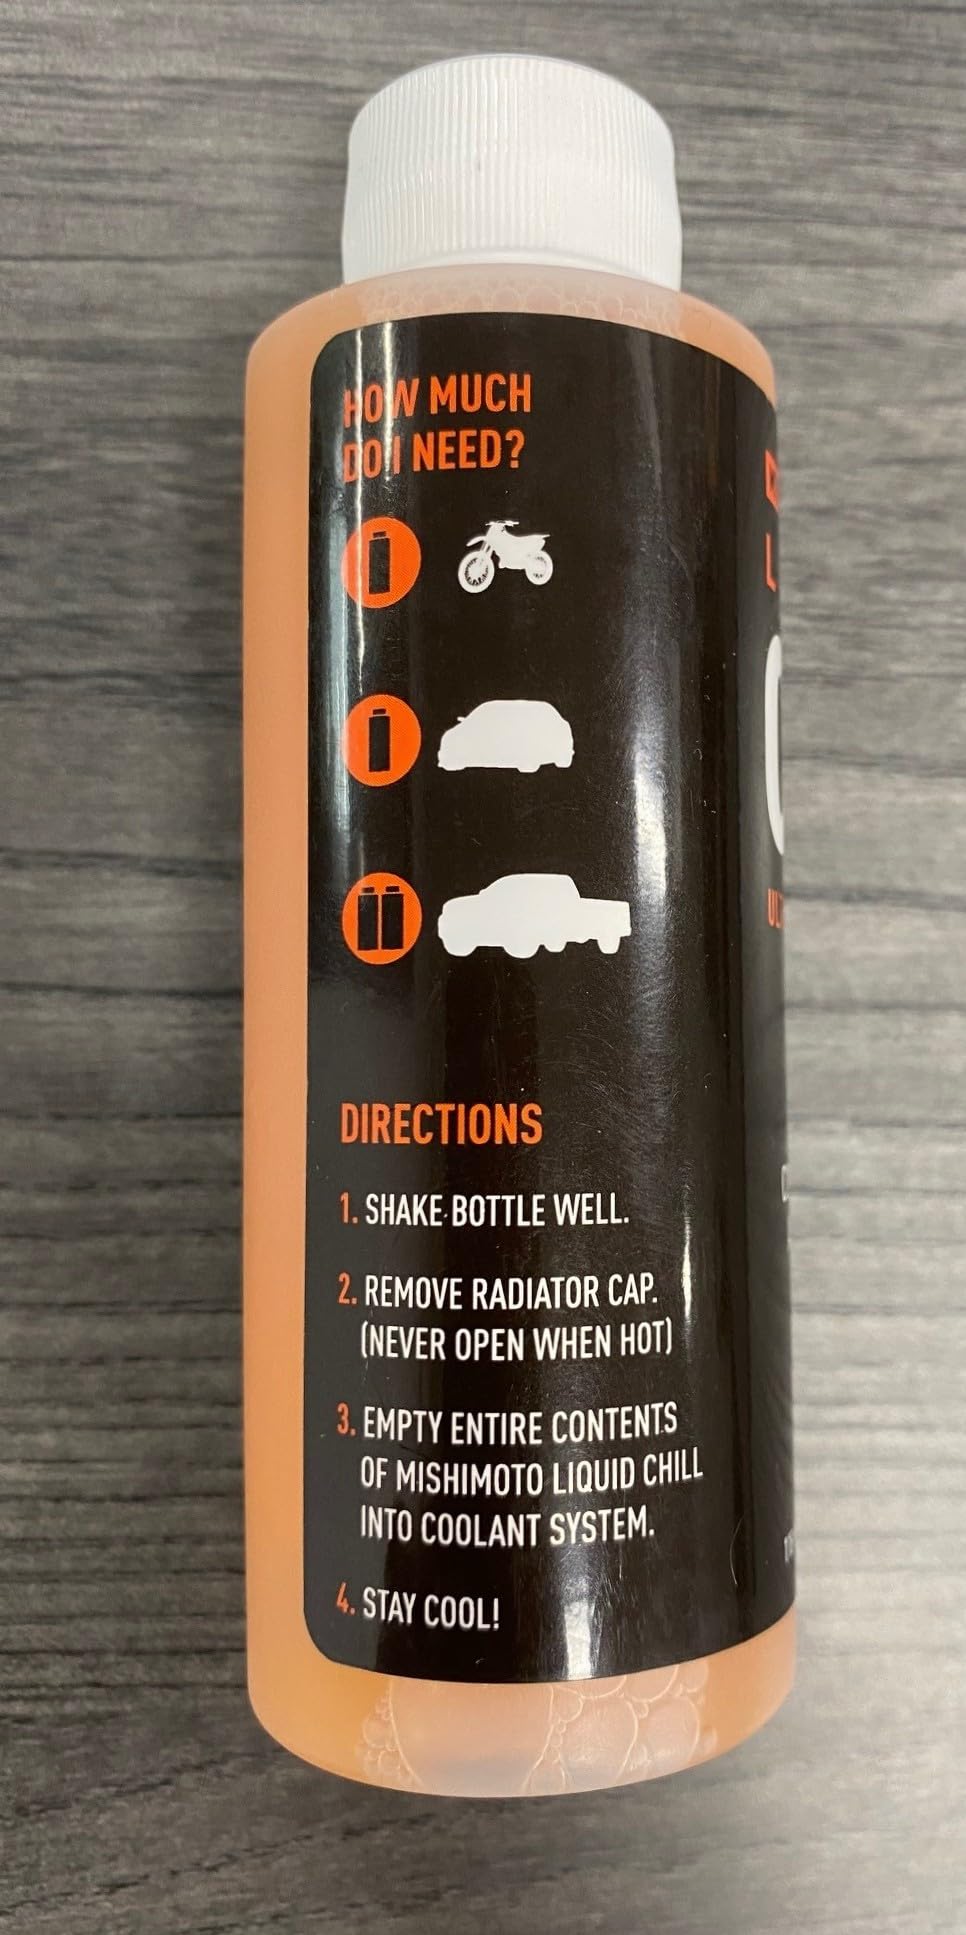 HOW MUCH
DO I NEED?
DIRECTIONS
1. SHAKE BOTTLE WELL.
2. REMOVE RADIATOR CAP.
(NEVER OPEN WHEN HOT)
3. EMPTY ENTIRE CONTENTS
OF MISHIMOTO LIQUID CHILL
INTO COOLANT SYSTEM.
4. STAY COOL!